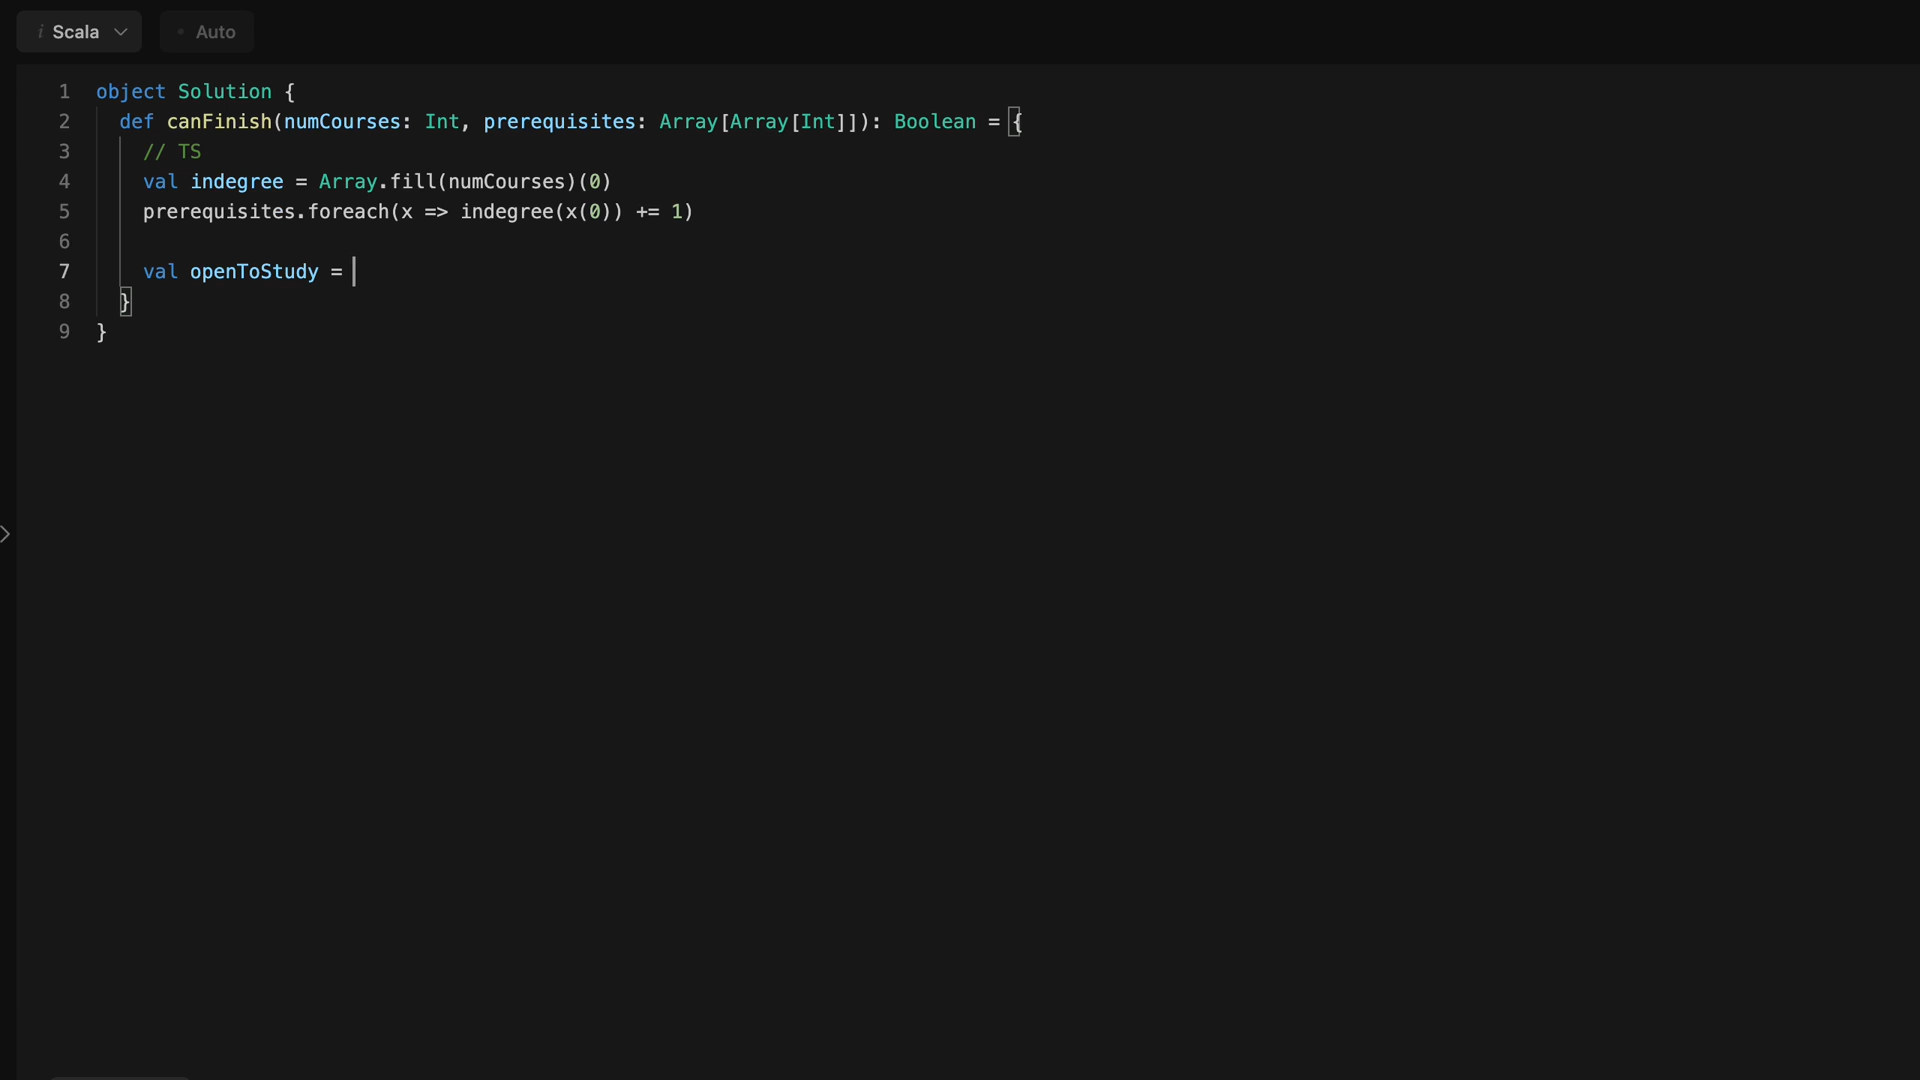 i Scala
Auto
1 object Solution {
2 def canFinish(numCourses: Int, prerequisites: Array[Array[Int]]): Boolean = {
3 // TS
4 val indegree = Array.fill(numCourses)(0)
5 prerequisites.foreach(x => indegree(x(0)) += 1)
6
7 val openToStudy =
8 }
9 }